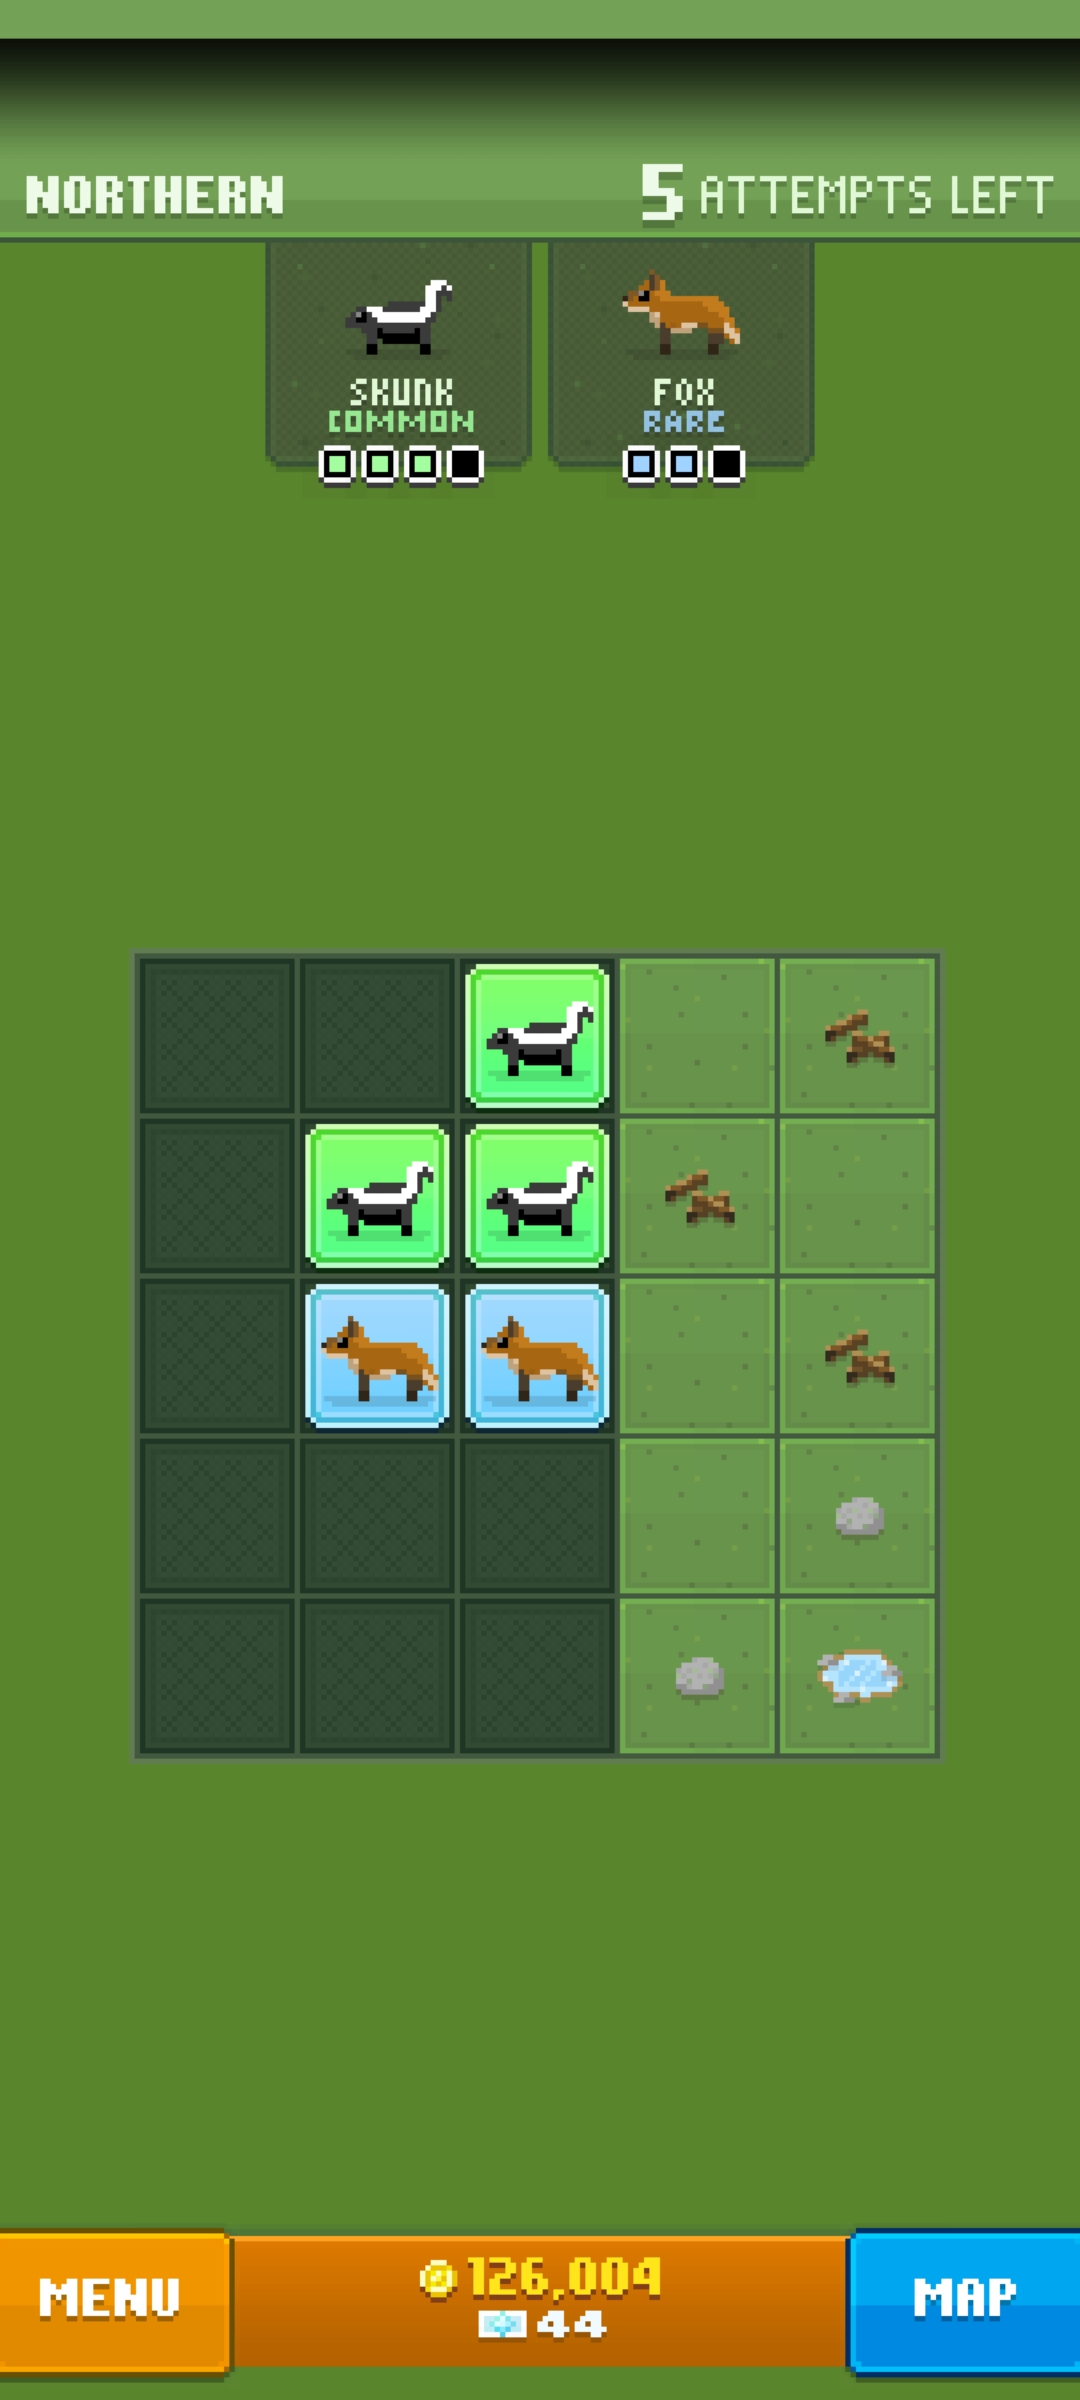 NORTHERN
5 ATTEMPTS LEFT
SKUNK
COMMON
FOX
RARE
MENU
126,004
44
MAP